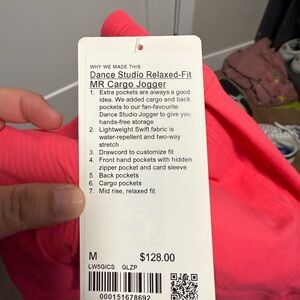 WHY WE MADE THIS
Dance Studio Relaxed-Fit
MR Cargo Jogger
1. Extra pockets are always a good
idea. We added cargo and back
pockets to our fan-favourite
Dance Studio Jogger to give you
hands-free storage
2. Lightweight Swift fabric is
water-repellent and two-way
stretch
3. Drawcord to customize fit
4. Front hand pockets with hidden
zipper pocket and card sleeve
5. Back pockets
6. Cargo pockets
7. Mid rise, relaxed fit
M $128.00
LW5GICS GLZP
000151678692